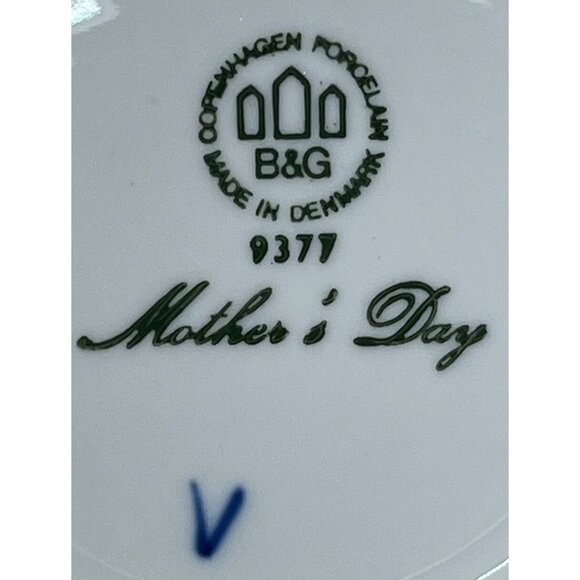 COPENHAGEN PORCELAIN
B&G
MADE IN DENMARK
9377
Mother's Day
V